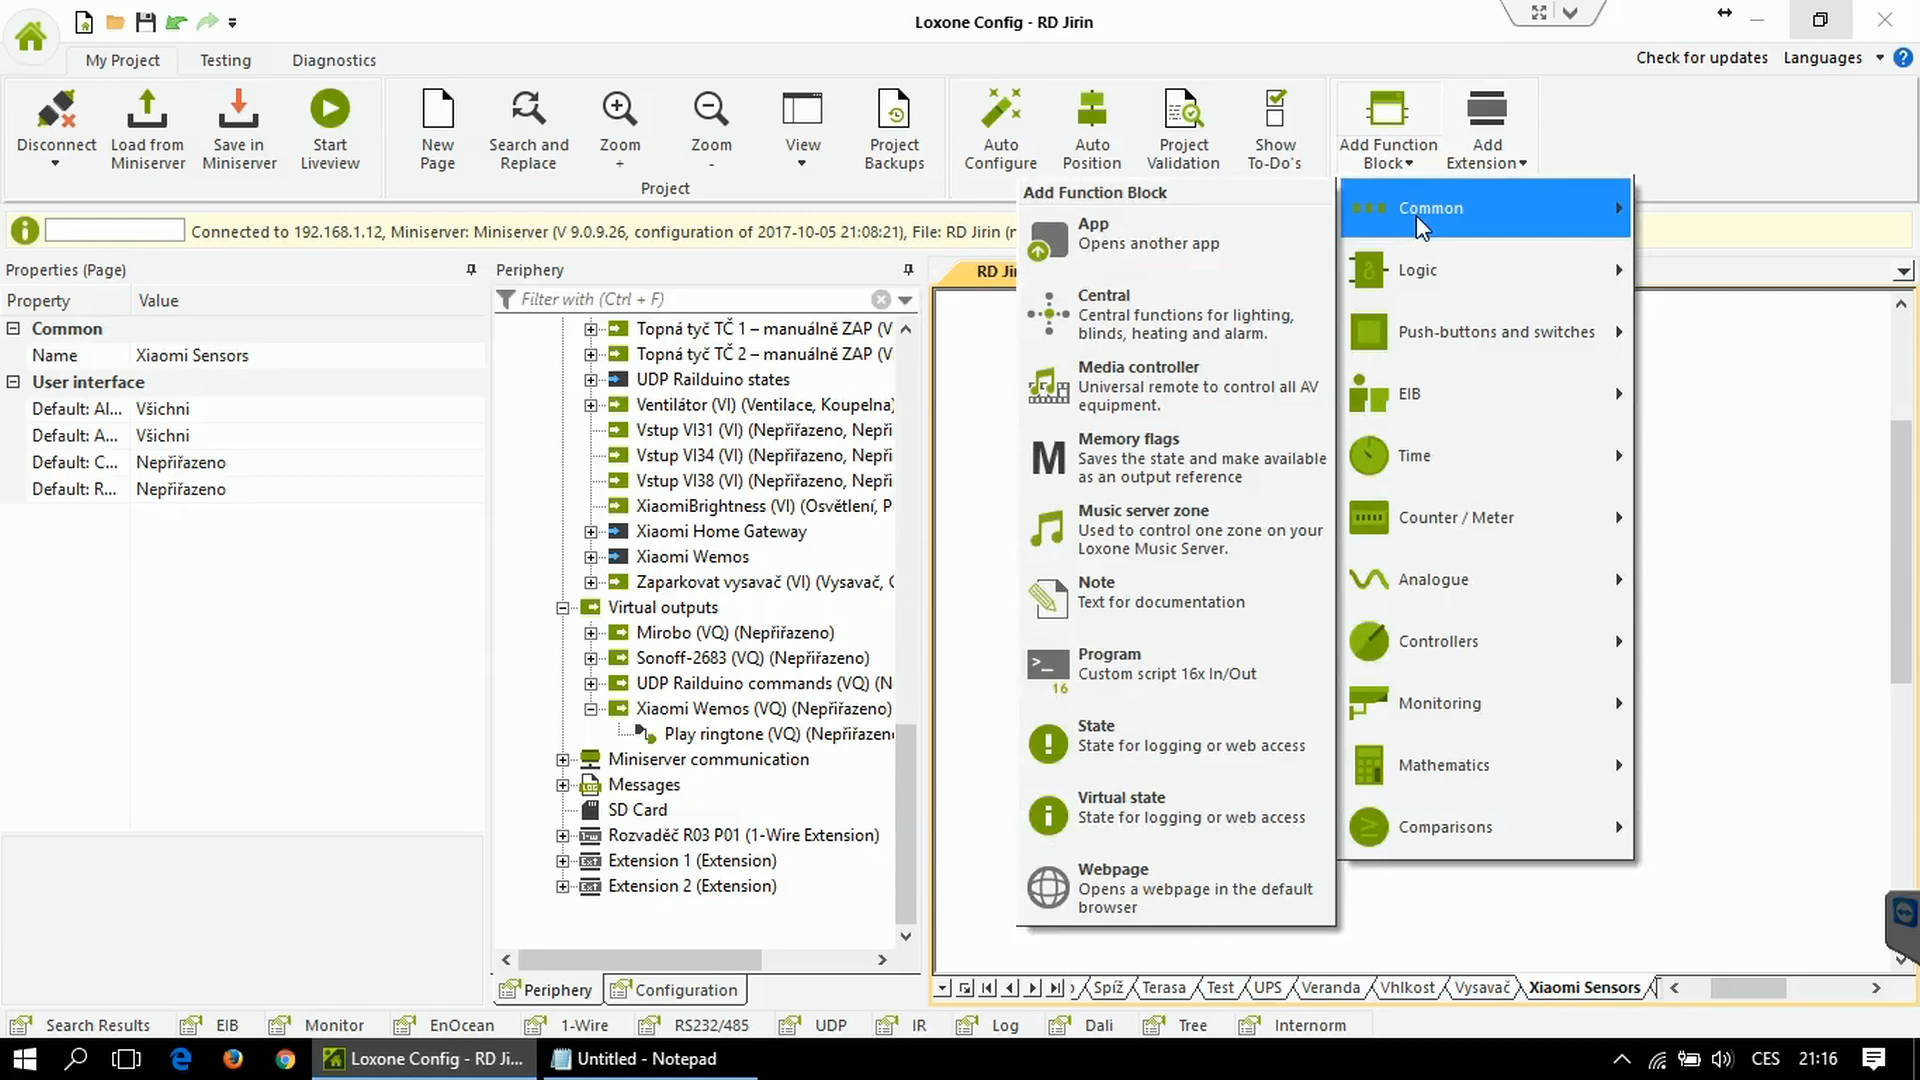 Loxone Config - RD Jirin
My Project
Testing
Diagnostics
Check for updates
Languages
Disconnect
Load from
Miniserver
Save in
Miniserver
Start
Liveview
New
Page
Search and
Replace
Zoom
+
Zoom
-
View
Project
Backups
Auto
Configure
Auto
Position
Project
Validation
Show
To-Do's
Add Function
Block
Add
Extension
Project
Connected to 192.168.1.12, Miniserver: Miniserver (V 9.0.9.26, configuration of 2017-10-05 21:08:21), File: RD Jirin (r
Properties (Page)
Property
Value
Common
Name
Xiaomi Sensors
User interface
Default: Al...
Všichni
Default: A...
Všichni
Default: C...
Nepřiřazeno
Default: R...
Nepřiřazeno
Periphery
Filter with (Ctrl + F)
Topná tyč TČ 1 – manuálně ZAP (V
Topná tyč TČ 2 – manuálně ZAP (V
UDP Railduino states
Ventilátor (VI) (Ventilace, Koupelna)
Vstup VI31 (VI) (Nepřiřazeno, Nepři
Vstup VI34 (VI) (Nepřiřazeno, Nepři
Vstup VI38 (VI) (Nepřiřazeno, Nepři
XiaomiBrightness (VI) (Osvětlení, P
Xiaomi Home Gateway
Xiaomi Wemos
Zaparkovat vysavač (VI) (Vysavač, C
Virtual outputs
Mirobo (VQ) (Nepřiřazeno)
Sonoff-2683 (VQ) (Nepřiřazeno)
UDP Railduino commands (VQ) (N
Xiaomi Wemos (VQ) (Nepřiřazeno)
Play ringtone (VQ) (Nepřiřazen
Miniserver communication
Messages
SD Card
Rozvaděč R03 P01 (1-Wire Extension)
Extension 1 (Extension)
Extension 2 (Extension)
Periphery
Configuration
RD Jir
Add Function Block
App
Opens another app
Central
Central functions for lighting,
blinds, heating and alarm.
Media controller
Universal remote to control all AV
equipment.
M
Memory flags
Saves the state and make available
as an output reference
Music server zone
Used to control one zone on your
Loxone Music Server.
Note
Text for documentation
16
Program
Custom script 16x In/Out
State
State for logging or web access
Virtual state
State for logging or web access
Webpage
Opens a webpage in the default
browser
Common
Logic
Push-buttons and switches
EIB
Time
Counter / Meter
Analogue
Controllers
Monitoring
Mathematics
Comparisons
Spíž
Terasa
Test
UPS
Veranda
Vhlkost
Vysavač
Xiaomi Sensors
Search Results
EIB
Monitor
EnOcean
1-Wire
RS232/485
UDP
IR
Log
Dali
Tree
Internorm
Loxone Config - RD Ji...
Untitled - Notepad
CES
21:16